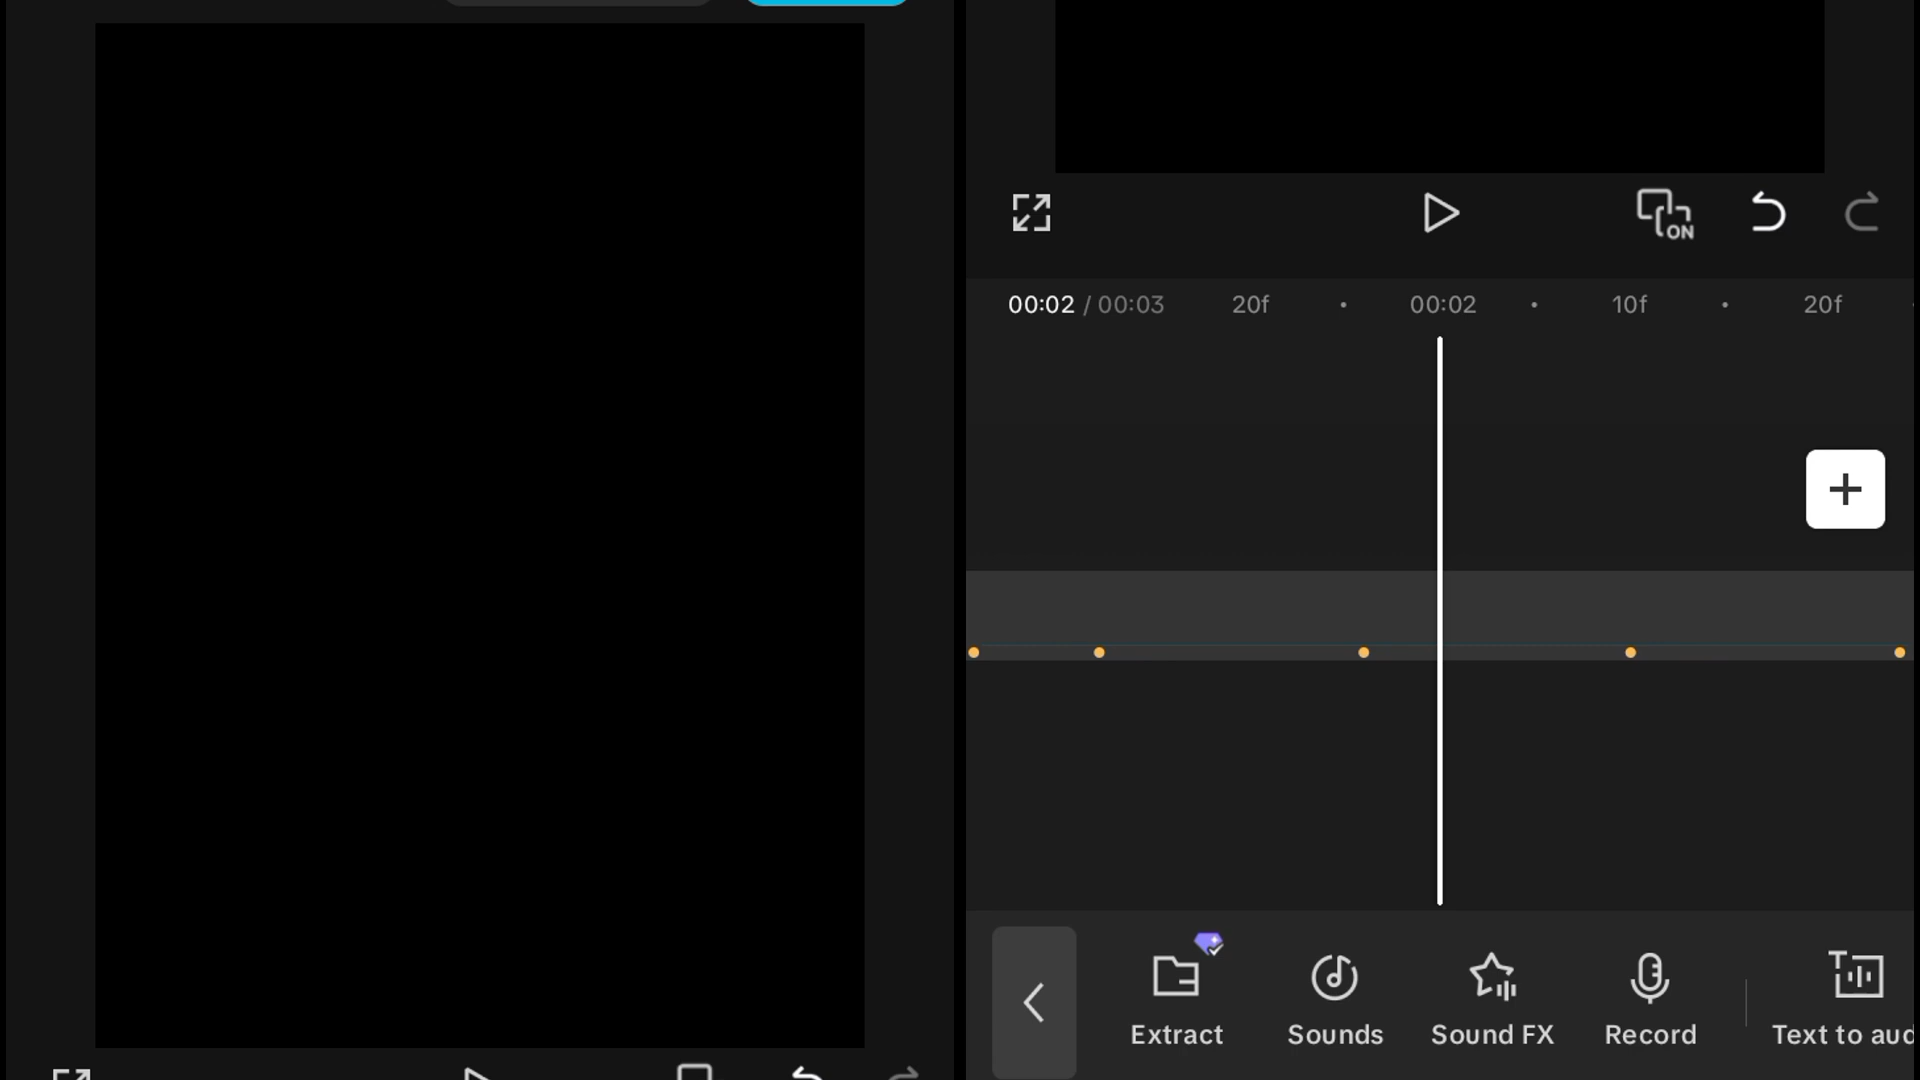 ON
00:02 / 00:03 20f 00:02 10f 20f
Extract Sounds Sound FX Record Text to aud